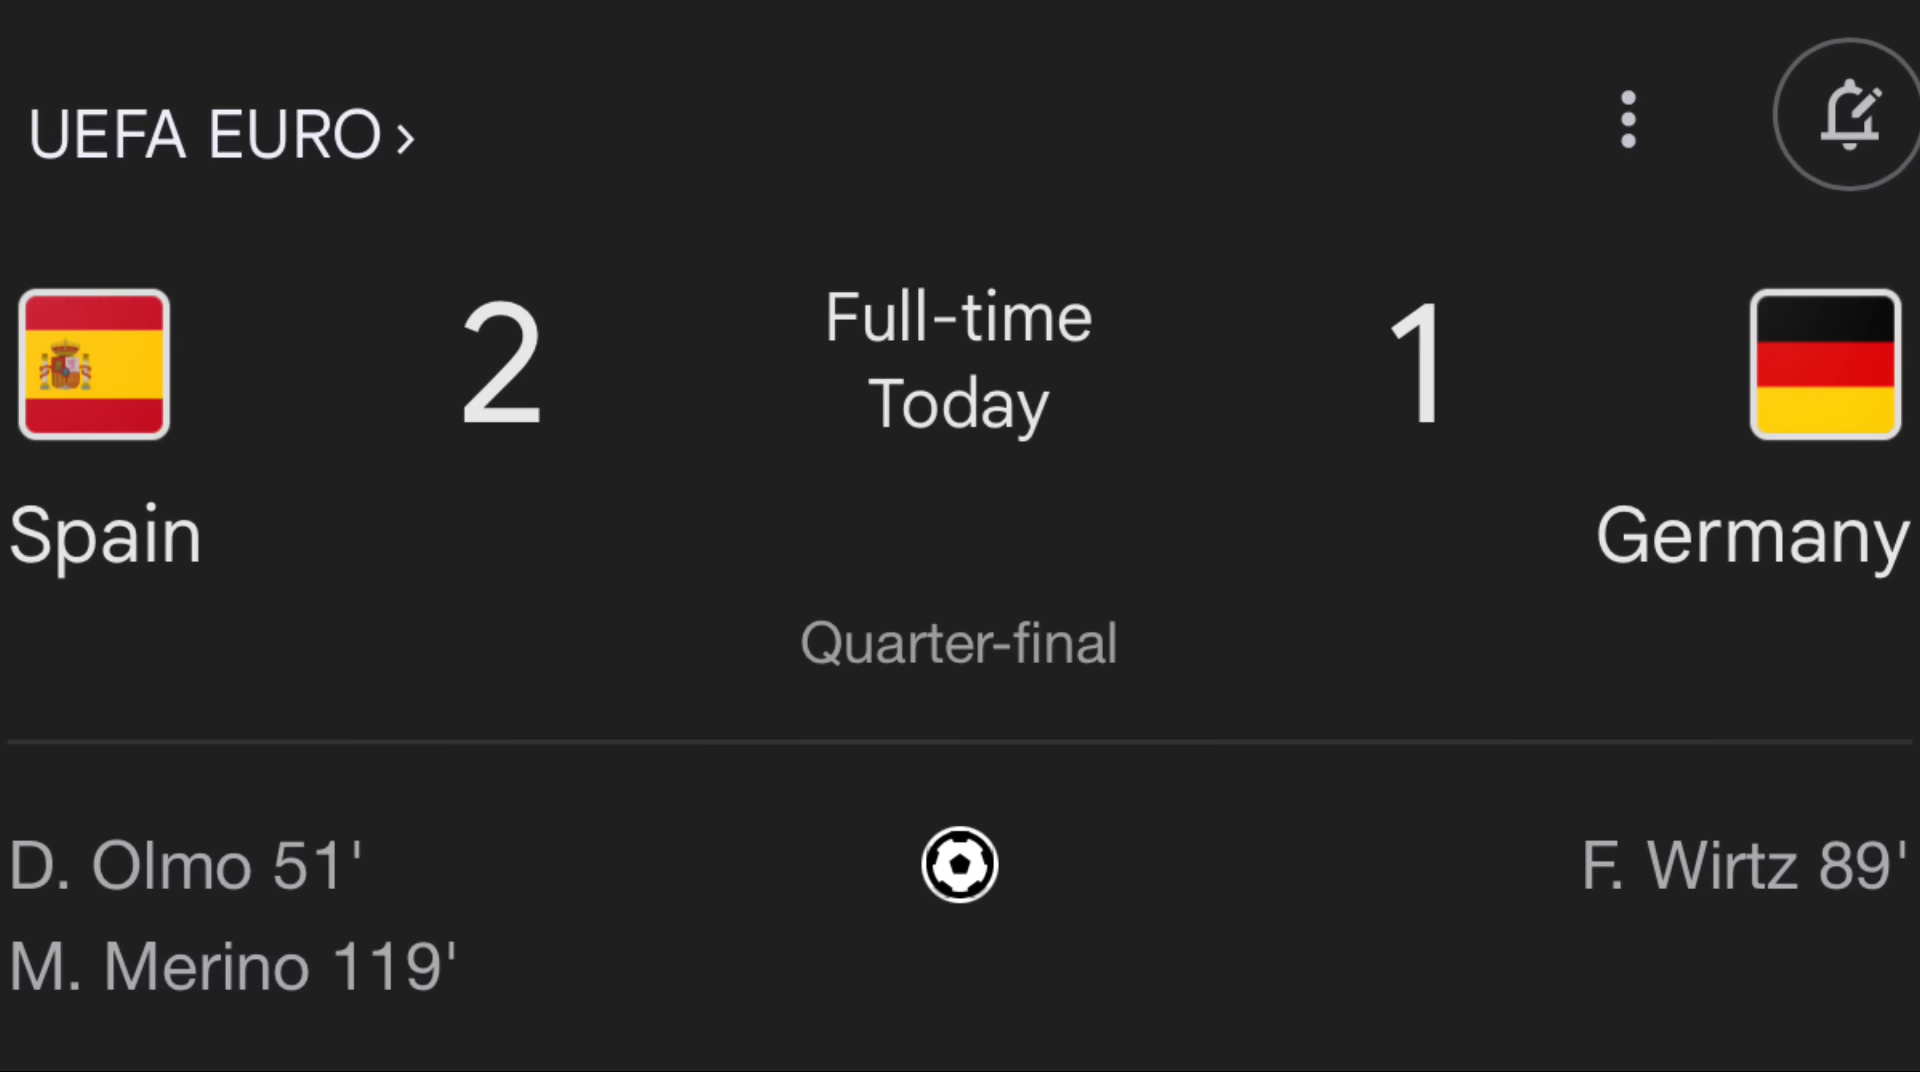 UEFA EURO ›
2 Full-time 1
Today
Spain Germany
Quarter-final
D. Olmo 51' F. Wirtz 89'
M. Merino 119'